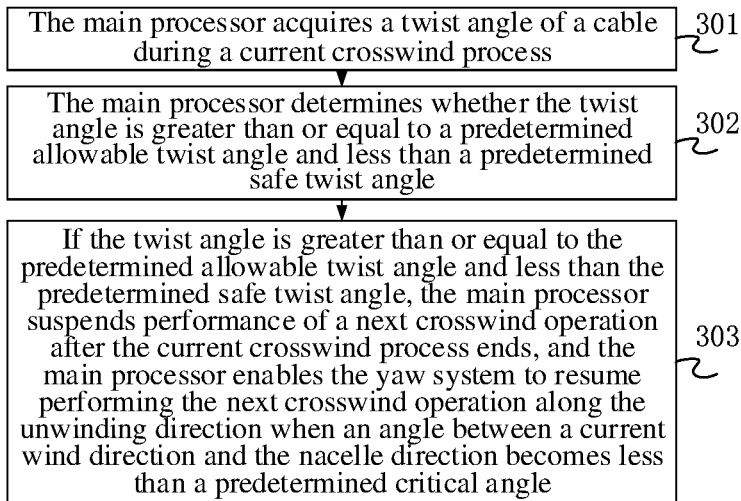 The main processor acquires a twist angle of a cable
during a current crosswind process
301
The main processor determines whether the twist
angle is greater than or equal to a predetermined
allowable twist angle and less than a predetermined
safe twist angle
302
If the twist angle is greater than or equal to the
predetermined allowable twist angle and less than the
predetermined safe twist angle, the main processor
suspends performance of a next crosswind operation
after the current crosswind process ends, and the
main processor enables the yaw system to resume
performing the next crosswind operation along the
unwinding direction when an angle between a current
wind direction and the nacelle direction becomes less
than a predetermined critical angle
303